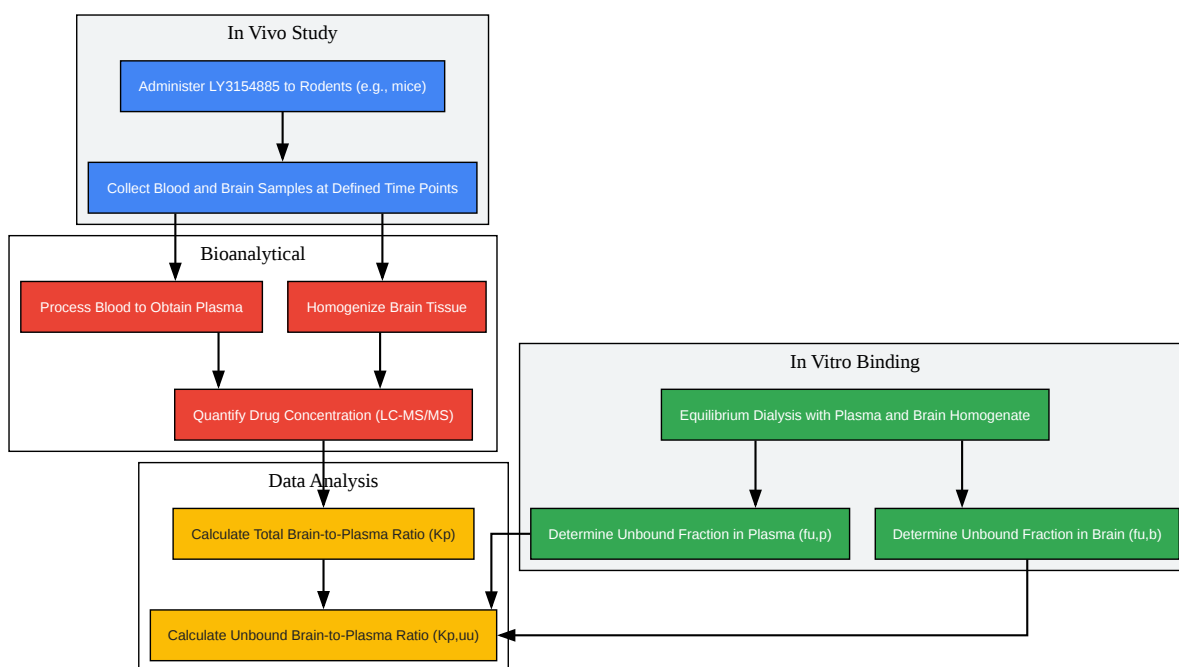 In Vivo Study
Administer LY3154885 to Rodents (e.g., mice)
Collect Blood and Brain Samples at Defined Time Points
Bioanalytical
Process Blood to Obtain Plasma
Homogenize Brain Tissue
Quantify Drug Concentration (LC-MS/MS)
In Vitro Binding
Equilibrium Dialysis with Plasma and Brain Homogenate
Determine Unbound Fraction in Plasma (fu,p)
Determine Unbound Fraction in Brain (fu,b)
Data Analysis
Calculate Total Brain-to-Plasma Ratio (Kp)
Calculate Unbound Brain-to-Plasma Ratio (Kp,uu)